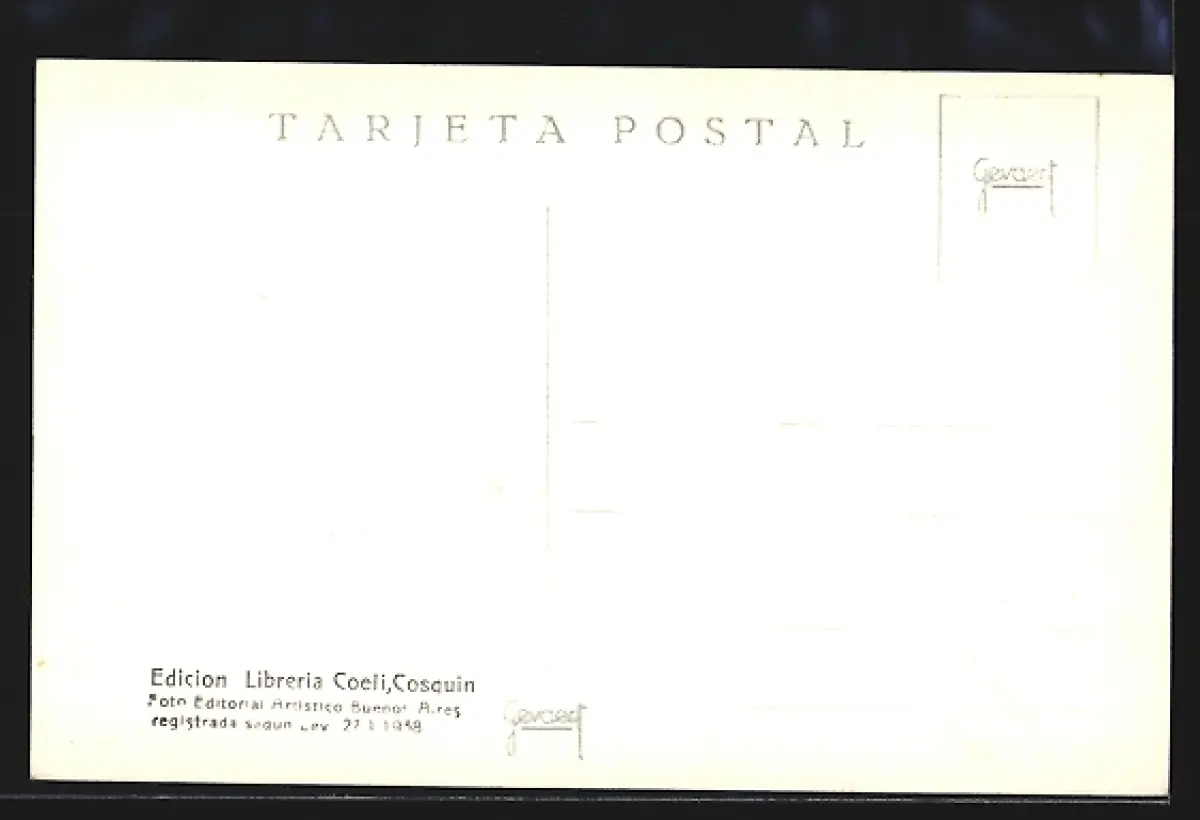 TARJETA POSTAL
Gevaert
Edicion Libreria Coeli, Cosquin
Foto Editorial Artistico Buenos Aires
registrada segun Ley
Gevaert